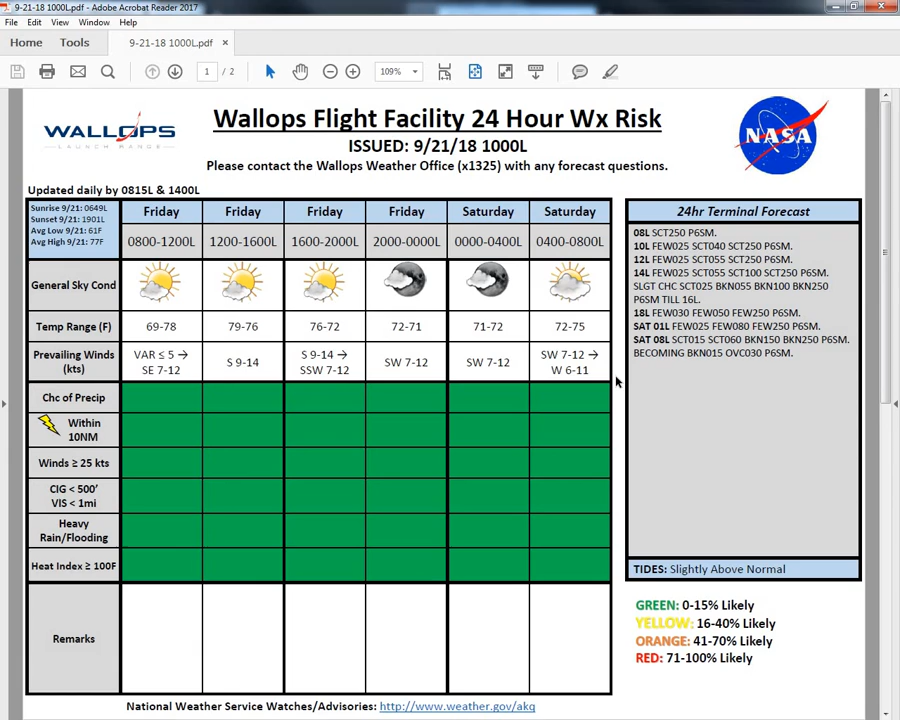 9-21-18 1000L.pdf - Adobe Acrobat Reader 2017
File Edit View Window Help
Home Tools 9-21-18 1000L.pdf ×
1 / 2 109%
WALLOPS
LAUNCH RANGE
Wallops Flight Facility 24 Hour Wx Risk
ISSUED: 9/21/18 1000L
Please contact the Wallops Weather Office (x1325) with any forecast questions.
NASA
Updated daily by 0815L & 1400L
Sunrise 9/21: 0649L
Sunset 9/21: 1901L
Avg Low 9/21: 61F
Avg High 9/21: 77F
Friday Friday Friday Friday Saturday Saturday
0800-1200L 1200-1600L 1600-2000L 2000-0000L 0000-0400L 0400-0800L
General Sky Cond
Temp Range (F) 69-78 79-76 76-72 72-71 71-72 72-75
Prevailing Winds (kts) VAR ≤ 5 → SE 7-12 S 9-14 S 9-14 → SSW 7-12 SW 7-12 SW 7-12 SW 7-12 → W 6-11
Chc of Precip
Within 10NM
Winds ≥ 25 kts
CIG < 500'
VIS < 1mi
Heavy
Rain/Flooding
Heat Index ≥ 100F
Remarks
24hr Terminal Forecast
08L SCT250 P6SM.
10L FEW025 SCT040 SCT250 P6SM.
12L FEW025 SCT055 SCT250 P6SM.
14L FEW025 SCT055 SCT100 SCT250 P6SM.
SLGT CHC SCT025 BKN055 BKN100 BKN250
P6SM TILL 16L.
18L FEW030 FEW050 FEW250 P6SM.
SAT 01L FEW025 FEW080 FEW250 P6SM.
SAT 08L SCT015 SCT060 BKN150 BKN250 P6SM.
BECOMING BKN015 OVC030 P6SM.
TIDES: Slightly Above Normal
GREEN: 0-15% Likely
YELLOW: 16-40% Likely
ORANGE: 41-70% Likely
RED: 71-100% Likely
National Weather Service Watches/Advisories: http://www.weather.gov/akq